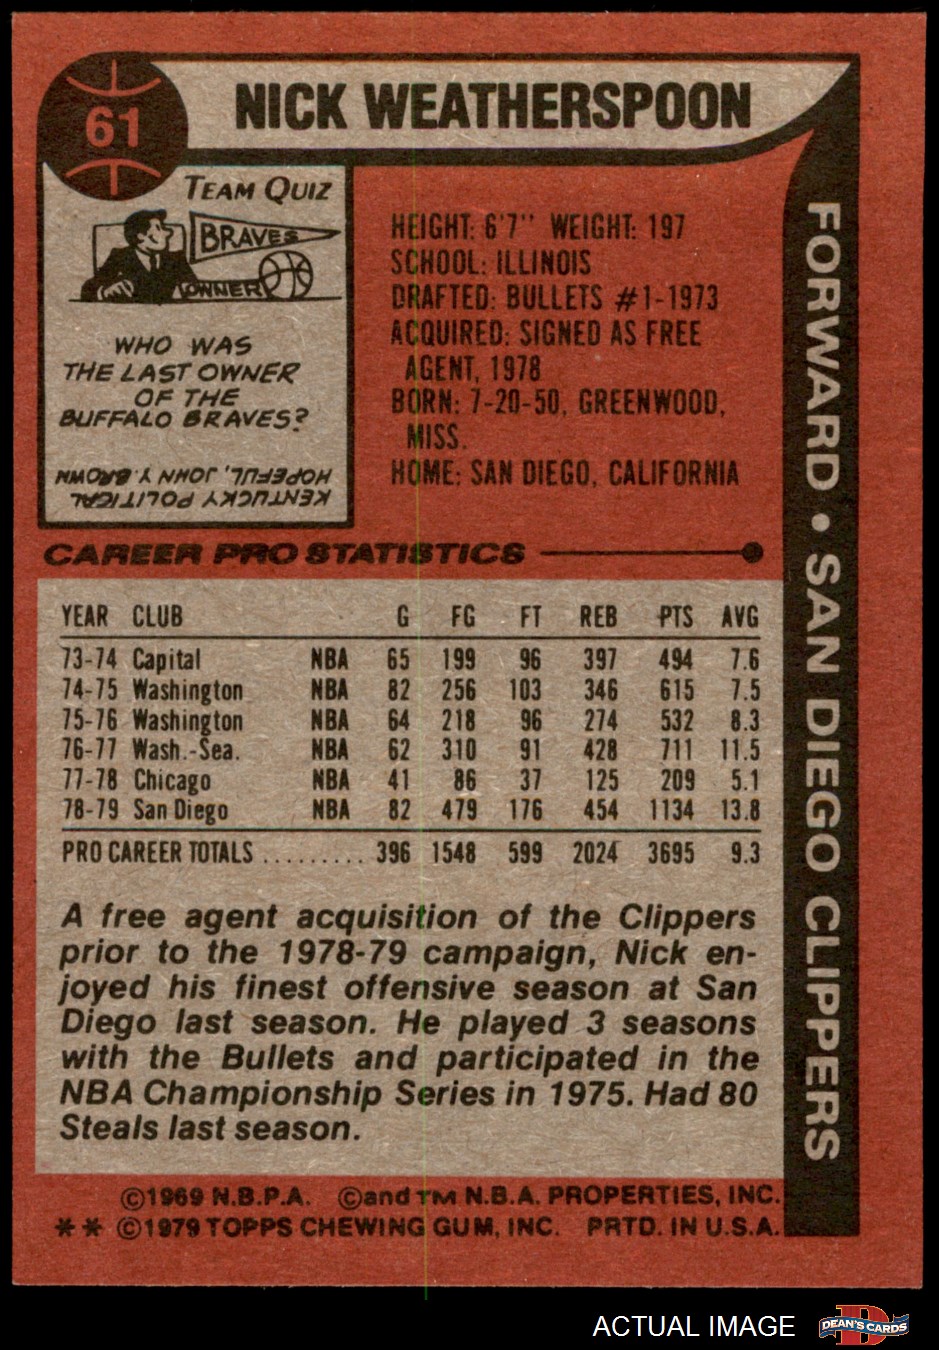 61
NICK WEATHERSPOON
TEAM QUIZ
BRAVES
OWNER
WHO WAS
THE LAST OWNER
OF THE
BUFFALO BRAVES?
KENTUCKY POLITICAL
HOPEFUL, JOHN Y. BROWN
HEIGHT: 6'7" WEIGHT: 197
SCHOOL: ILLINOIS
DRAFTED: BULLETS #1-1973
ACQUIRED: SIGNED AS FREE
AGENT, 1978
BORN: 7-20-50, GREENWOOD,
MISS.
HOME: SAN DIEGO, CALIFORNIA
FORWARD • SAN DIEGO CLIPPERS
CAREER PRO STATISTICS
YEAR CLUB G FG FT REB PTS AVG
73-74 Capital NBA 65 199 96 397 494 7.6
74-75 Washington NBA 82 256 103 346 615 7.5
75-76 Washington NBA 64 218 96 274 532 8.3
76-77 Wash.-Sea. NBA 62 310 91 428 711 11.5
77-78 Chicago NBA 41 86 37 125 209 5.1
78-79 San Diego NBA 82 479 176 454 1134 13.8
PRO CAREER TOTALS ......... 396 1548 599 2024 3695 9.3
A free agent acquisition of the Clippers
prior to the 1978-79 campaign, Nick en-
joyed his finest offensive season at San
Diego last season. He played 3 seasons
with the Bullets and participated in the
NBA Championship Series in 1975. Had 80
Steals last season.
©1969 N.B.P.A. ©and TM N.B.A. PROPERTIES, INC.
** ©1979 TOPPS CHEWING GUM, INC. PRTD. IN U.S.A.
ACTUAL IMAGE
D
DEAN'S CARDS